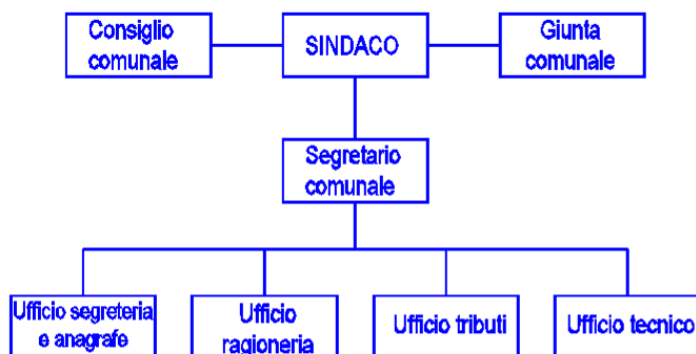 Consiglio
comunale
SINDACO
Giunta
comunale
Segretario
comunale
Ufficio segreteria
e anagrafe
Ufficio
ragioneria
Ufficio tributi
Ufficio tecnico